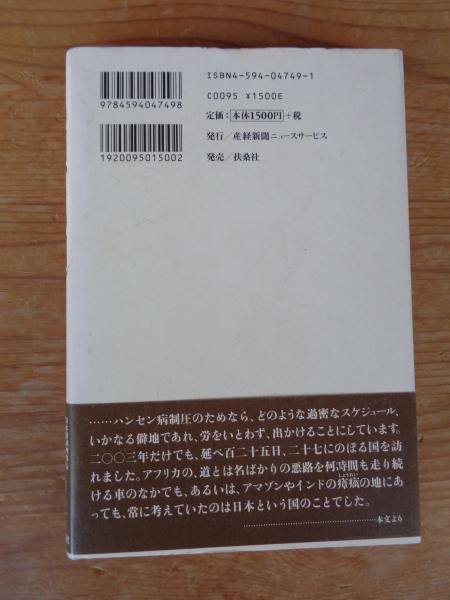 ISBN4-594-04749-1
C0095 ¥1500E
定価：本体1500円+税
発行／産経新聞ニュースサービス
発売／扶桑社
9784594047498
1920095015002
……ハンセン病制圧のためなら、どのような過密なスケジュール、
いかなる僻地であれ、労をいとわず、出かけることにしています。
二〇〇三年だけでも、延べ百二十五日、二十七にのぼる国を訪
れました。アフリカの、道とは名ばかりの悪路を何時間も走り続
ける車のなかでも、あるいは、アマゾンやインドの瘴癘の地にあ
しょうれい
っても、常に考えていたのは日本という国のことでした。
——本文より